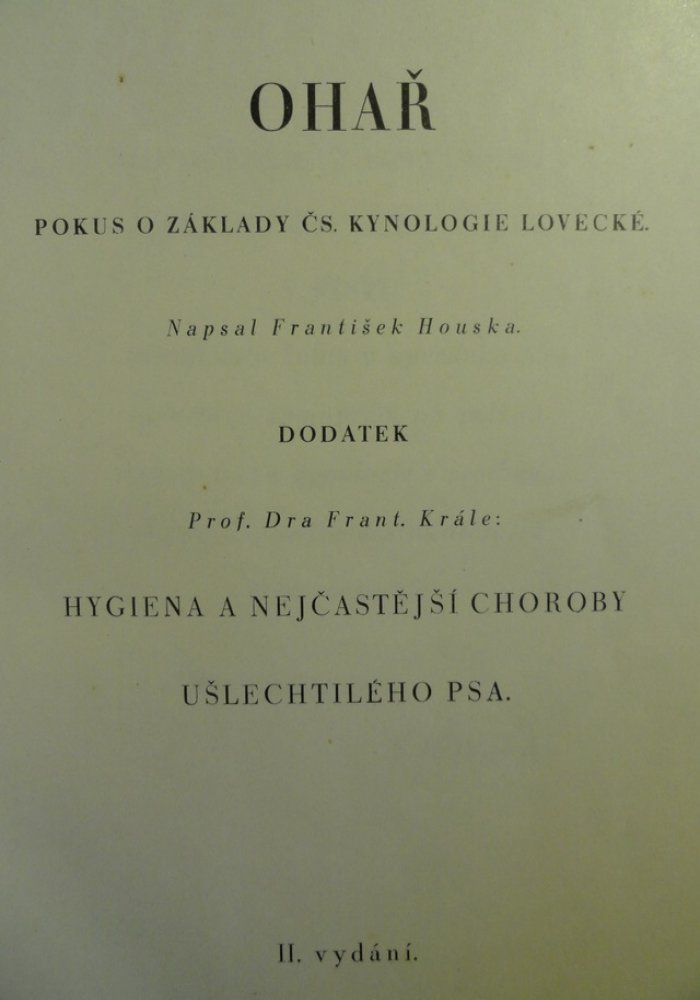 OHAŘ
POKUS O ZÁKLADY ČS. KYNOLOGIE LOVECKÉ.
Napsal František Houska.
DODATEK
Prof. Dra Frant. Krále:
HYGIENA A NEJČASTĚJŠÍ CHOROBY
UŠLECHTILÉHO PSA.
II. vydání.